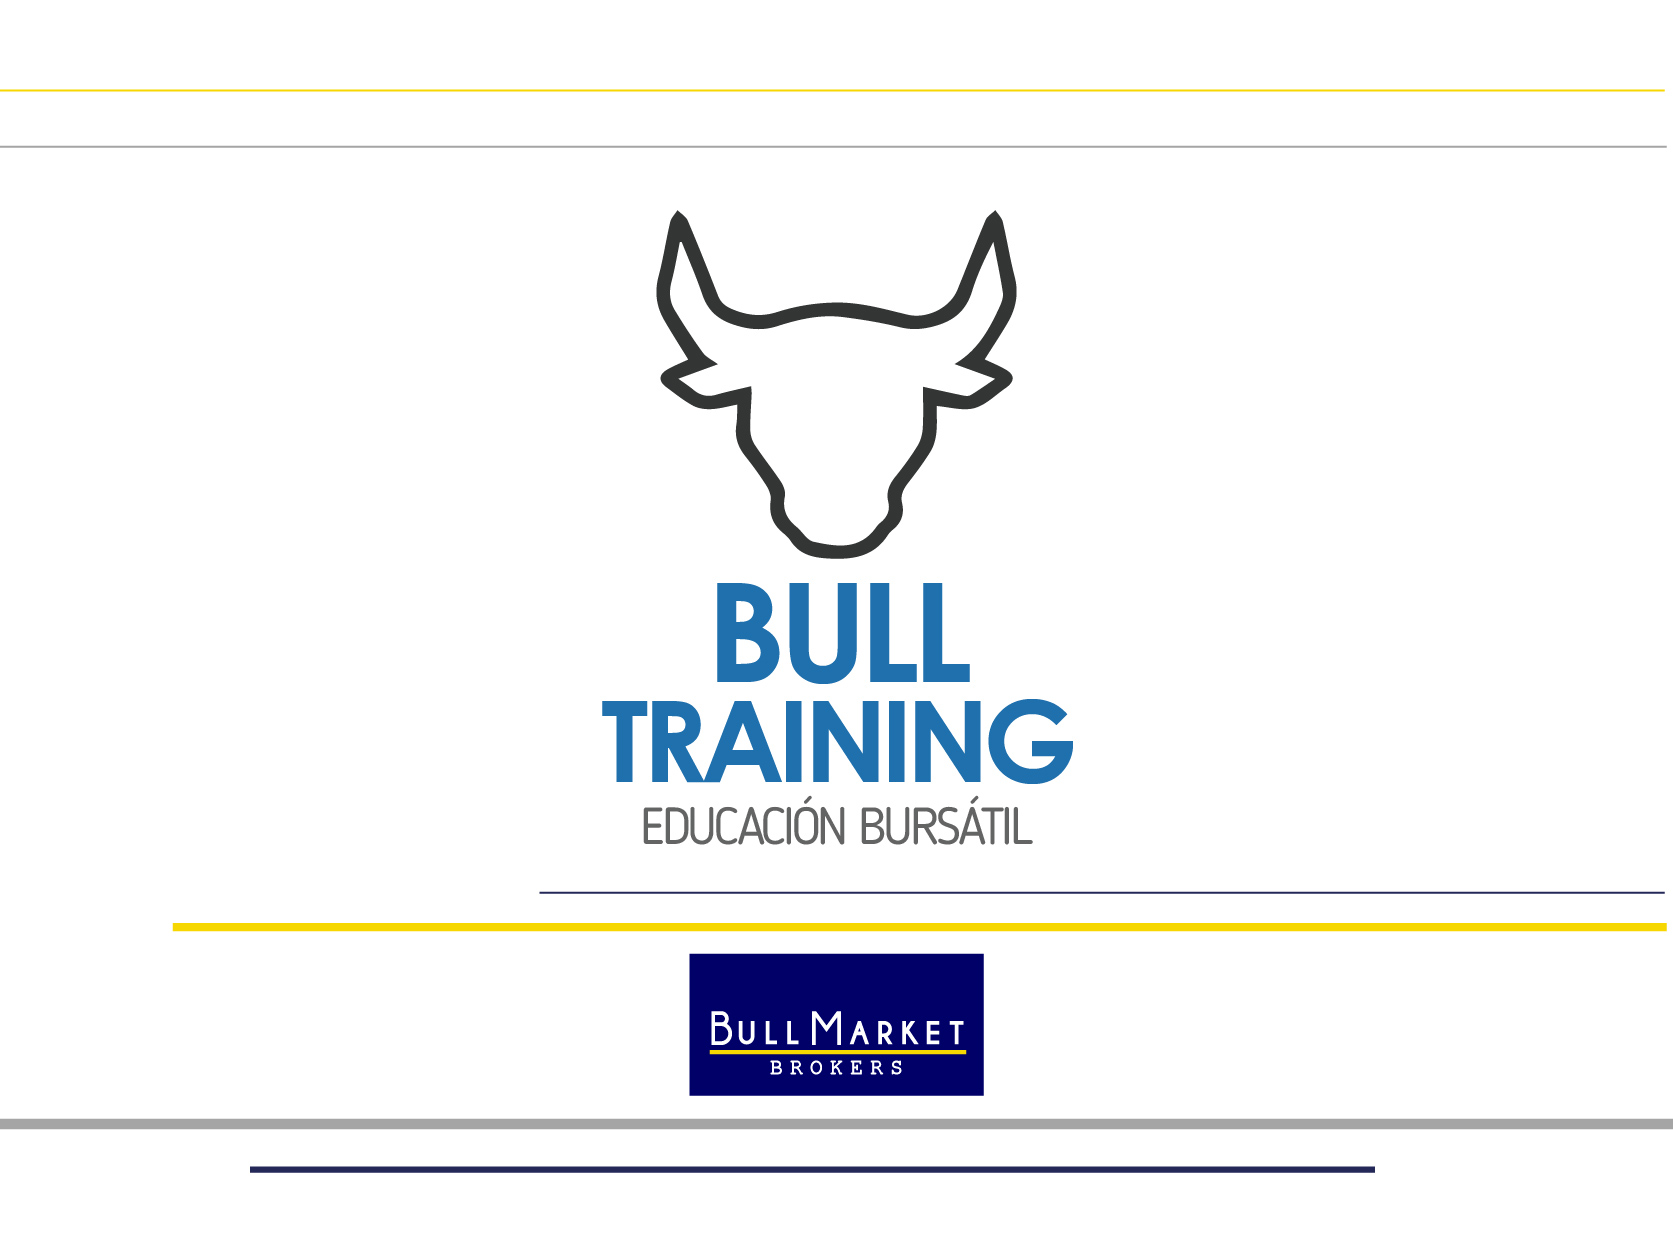 BULL
TRAINING
EDUCACIÓN BURSÁTIL
BULL MARKET
BROKERS